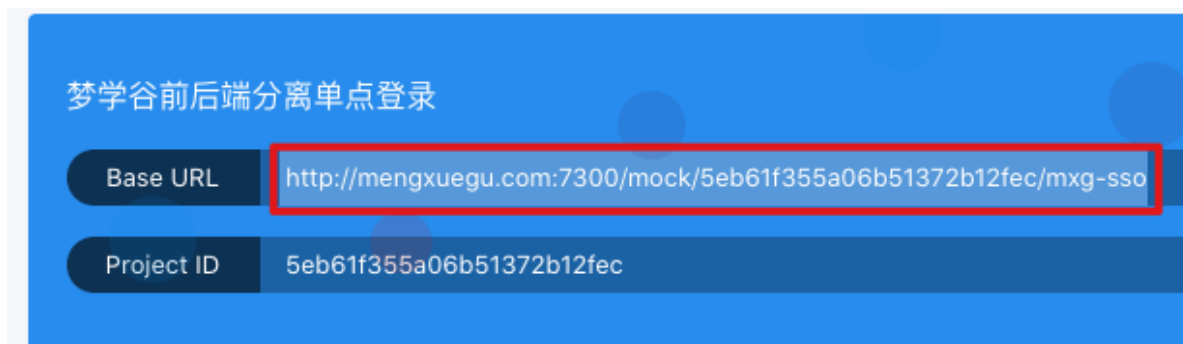 梦学谷前后端分离单点登录
Base URL http://mengxuegu.com:7300/mock/5eb61f355a06b51372b12fec/mxg-sso
Project ID 5eb61f355a06b51372b12fec